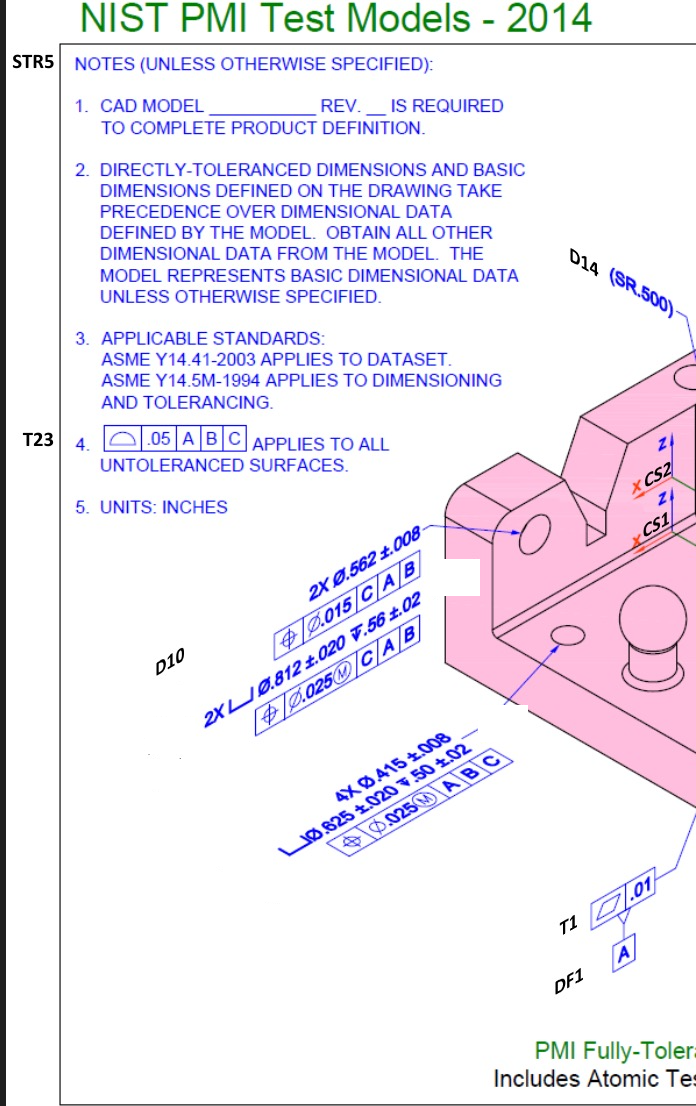 NIST PMI Test Models - 2014
STR5
NOTES (UNLESS OTHERWISE SPECIFIED):
1. CAD MODEL __________ REV. __ IS REQUIRED
TO COMPLETE PRODUCT DEFINITION.
2. DIRECTLY-TOLERANCED DIMENSIONS AND BASIC
DIMENSIONS DEFINED ON THE DRAWING TAKE
PRECEDENCE OVER DIMENSIONAL DATA
DEFINED BY THE MODEL. OBTAIN ALL OTHER
DIMENSIONAL DATA FROM THE MODEL. THE
MODEL REPRESENTS BASIC DIMENSIONAL DATA
UNLESS OTHERWISE SPECIFIED.
3. APPLICABLE STANDARDS:
ASME Y14.41-2003 APPLIES TO DATASET.
ASME Y14.5M-1994 APPLIES TO DIMENSIONING
AND TOLERANCING.
T23
4. ⌓ .05 A B C APPLIES TO ALL
UNTOLERANCED SURFACES.
5. UNITS: INCHES
D14 (SR.500)
Z
X CS2
Z
X CS1
2X Ø.562 ±.008
⌖ Ø.015 C A B
D10
2X ⌴ Ø.812 ±.020 ↧.56 ±.02
⌖ Ø.025Ⓜ C A B
4X Ø.415 ±.008
⌴Ø.625 ±.020 ↧.50 ±.02
⌖ Ø.025Ⓜ A B C
T1 ⏥ .01
DF1 A
PMI Fully-Tolera
Includes Atomic Tes